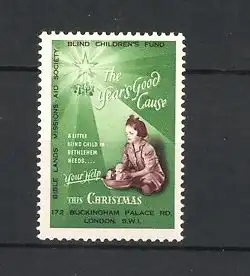 BLIND CHILDREN'S FUND
BIBLE LANDS MISSIONS AID SOCIETY
The
Year's Good
Cause
A LITTLE
BLIND CHILD IN
BETHLEHEM
NEEDS....
Your Help
THIS CHRISTMAS
172 BUCKINGHAM PALACE RD.
LONDON, S.W.1.